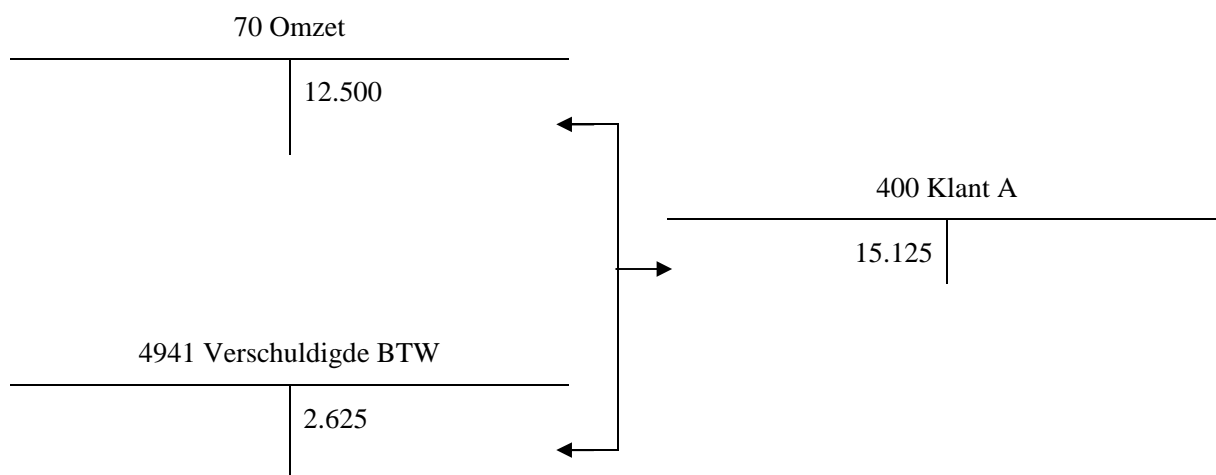 70 Omzet
12.500
400 Klant A
15.125
4941 Verschuldigde BTW
2.625